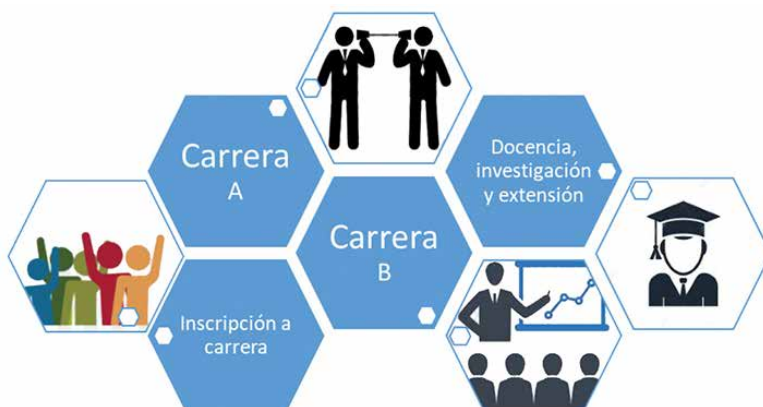 Carrera
A
Docencia,
investigación
y extensión
Carrera
B
Inscripción a
carrera